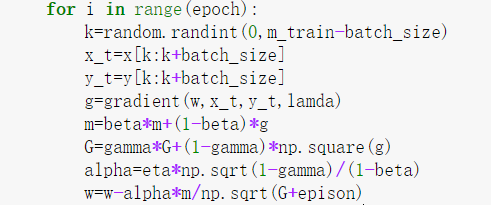 for i in range(epoch):
k=random.randint(0,m_train-batch_size)
x_t=x[k:k+batch_size]
y_t=y[k:k+batch_size]
g=gradient(w,x_t,y_t,lamda)
m=beta*m+(1-beta)*g
G=gamma*G+(1-gamma)*np.square(g)
alpha=eta*np.sqrt(1-gamma)/(1-beta)
w=w-alpha*m/np.sqrt(G+epison)